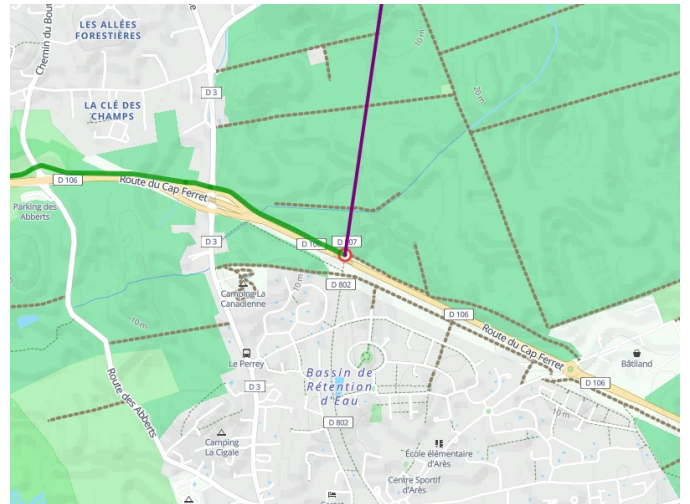 LES ALLÉES
FORESTIÈRES
Chemin du Bou
10 m
20 m
D 3
LA CLÉ DES
CHAMPS
D 106
Route du Cap Ferret
Parking des
Abberts
D 3
D 106
D 107
D 802
10 m
Camping La
Canadienne
10 m
D 106
Route du Cap Ferret
Le Perrey
Bâtiland
D 3
Bassin de
Rétention
d'Eau
D 106
Route des Abberts
10 m
D 802
Camping
La Cigale
École élémentaire
d'Arès
Centre Sportif
d'Arès